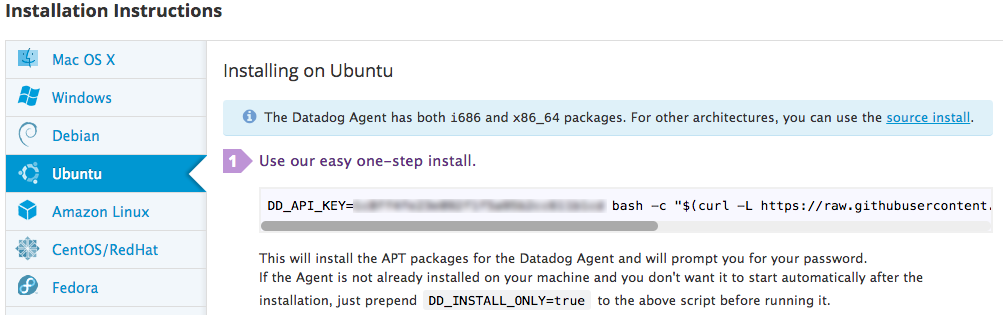 Installation Instructions
Mac OS X
Windows
Debian
Ubuntu
Amazon Linux
CentOS/RedHat
Fedora
Installing on Ubuntu
The Datadog Agent has both i686 and x86_64 packages. For other architectures, you can use the source install.
1 Use our easy one-step install.
DD_API_KEY= bash -c "$(curl -L https://raw.githubusercontent.
This will install the APT packages for the Datadog Agent and will prompt you for your password.
If the Agent is not already installed on your machine and you don't want it to start automatically after the
installation, just prepend DD_INSTALL_ONLY=true to the above script before running it.